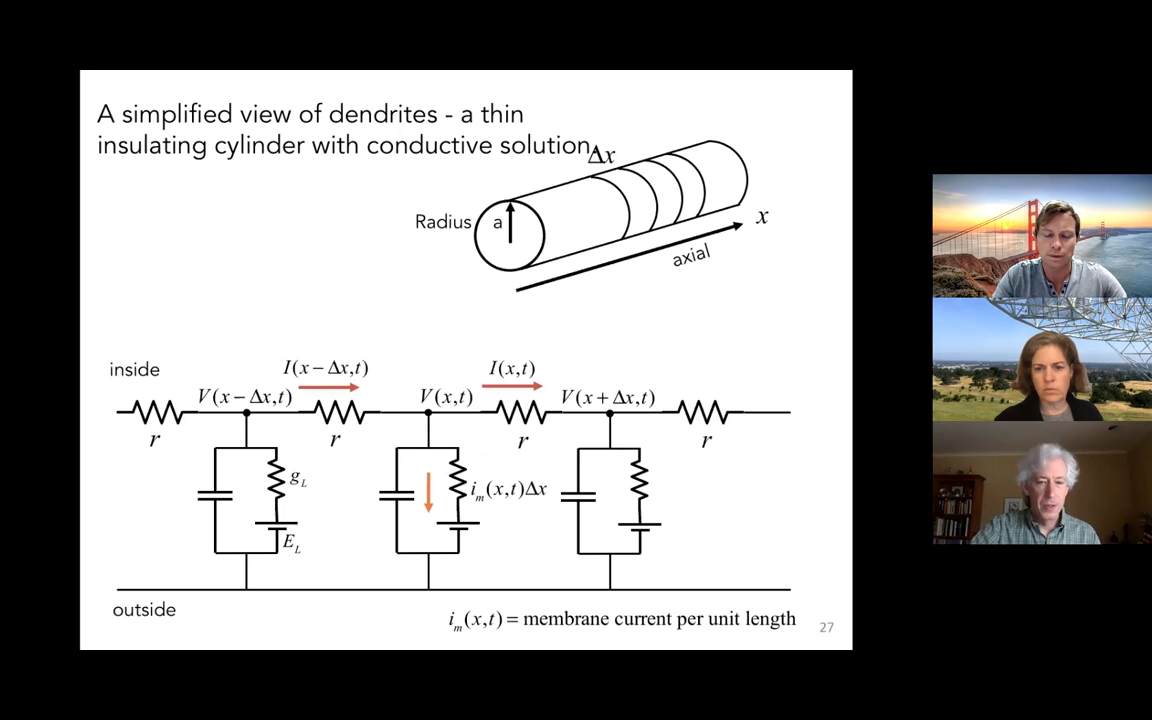 A simplified view of dendrites - a thin
insulating cylinder with conductive solution
Δx
Radius
a
x
axial
inside
I(x−Δx,t)
I(x,t)
V(x−Δx,t)
V(x,t)
V(x+Δx,t)
r
r
r
r
g_L
i_m(x,t)Δx
E_L
outside
i_m(x,t) = membrane current per unit length
27